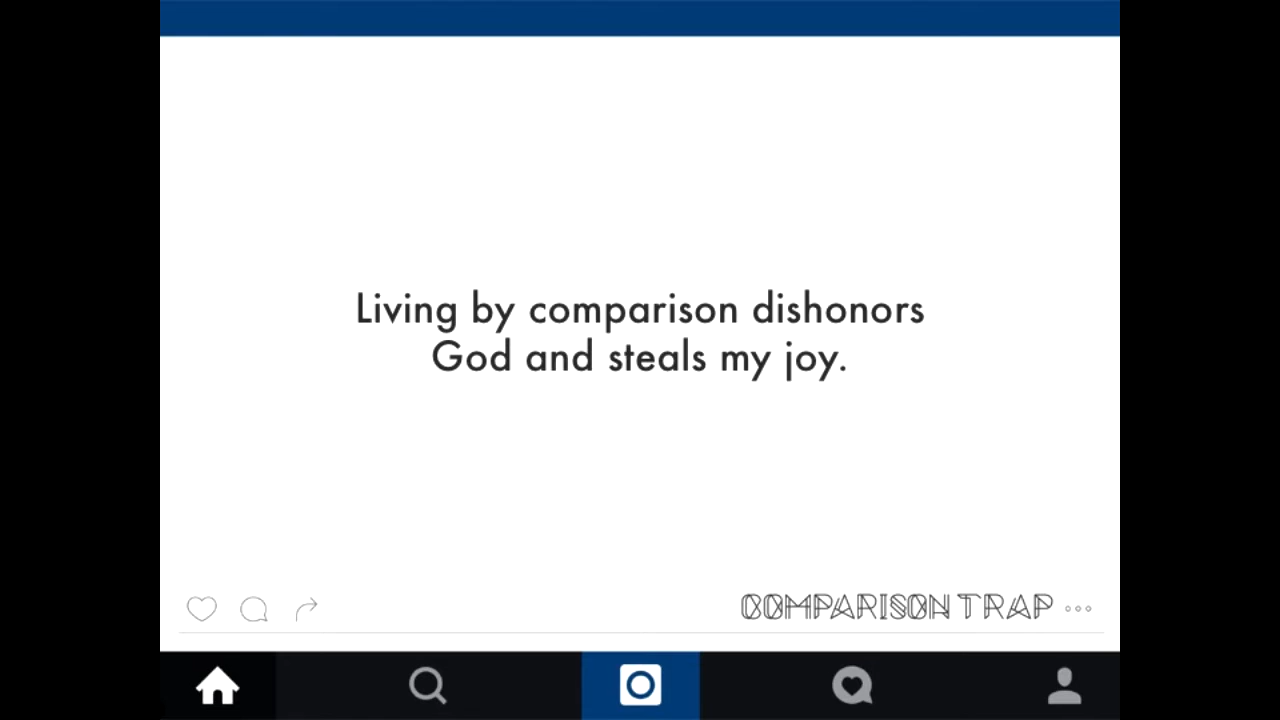 Living by comparison dishonors
God and steals my joy.
COMPARISON TRAP